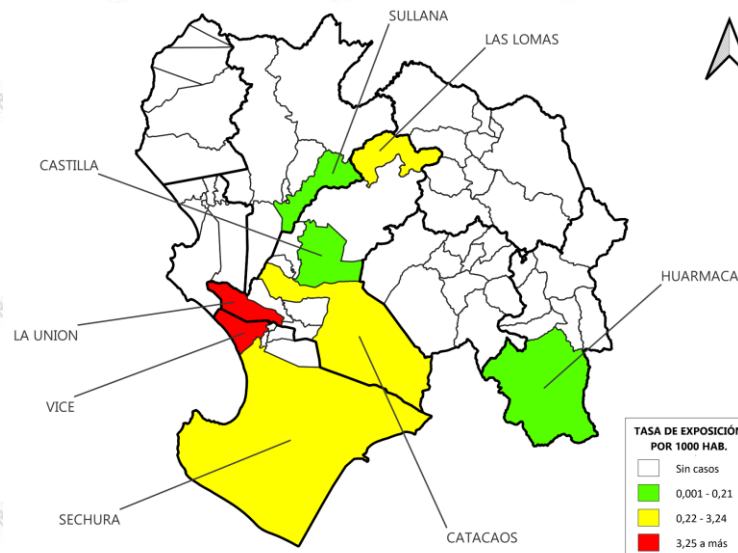 SULLANA
LAS LOMAS
CASTILLA
HUARMACA
LA UNION
VICE
SECHURA
CATACAOS
TASA DE EXPOSICIÓN
POR 1000 HAB.
Sin casos
0,001 - 0,21
0,22 - 3,24
3,25 a más